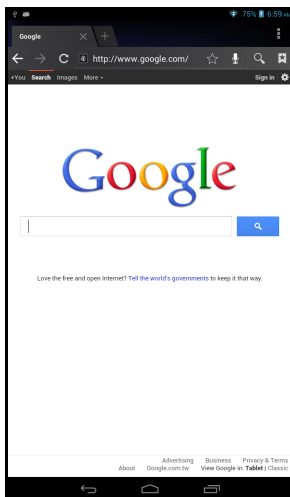 75% 6:59 AM
Google
http://www.google.com/
+You Search Images More Sign in
Google
Love the free and open Internet? Tell the world's governments to keep it that way.
Advertising Business Privacy & Terms
About Google.com.tw View Google in: Tablet | Classic